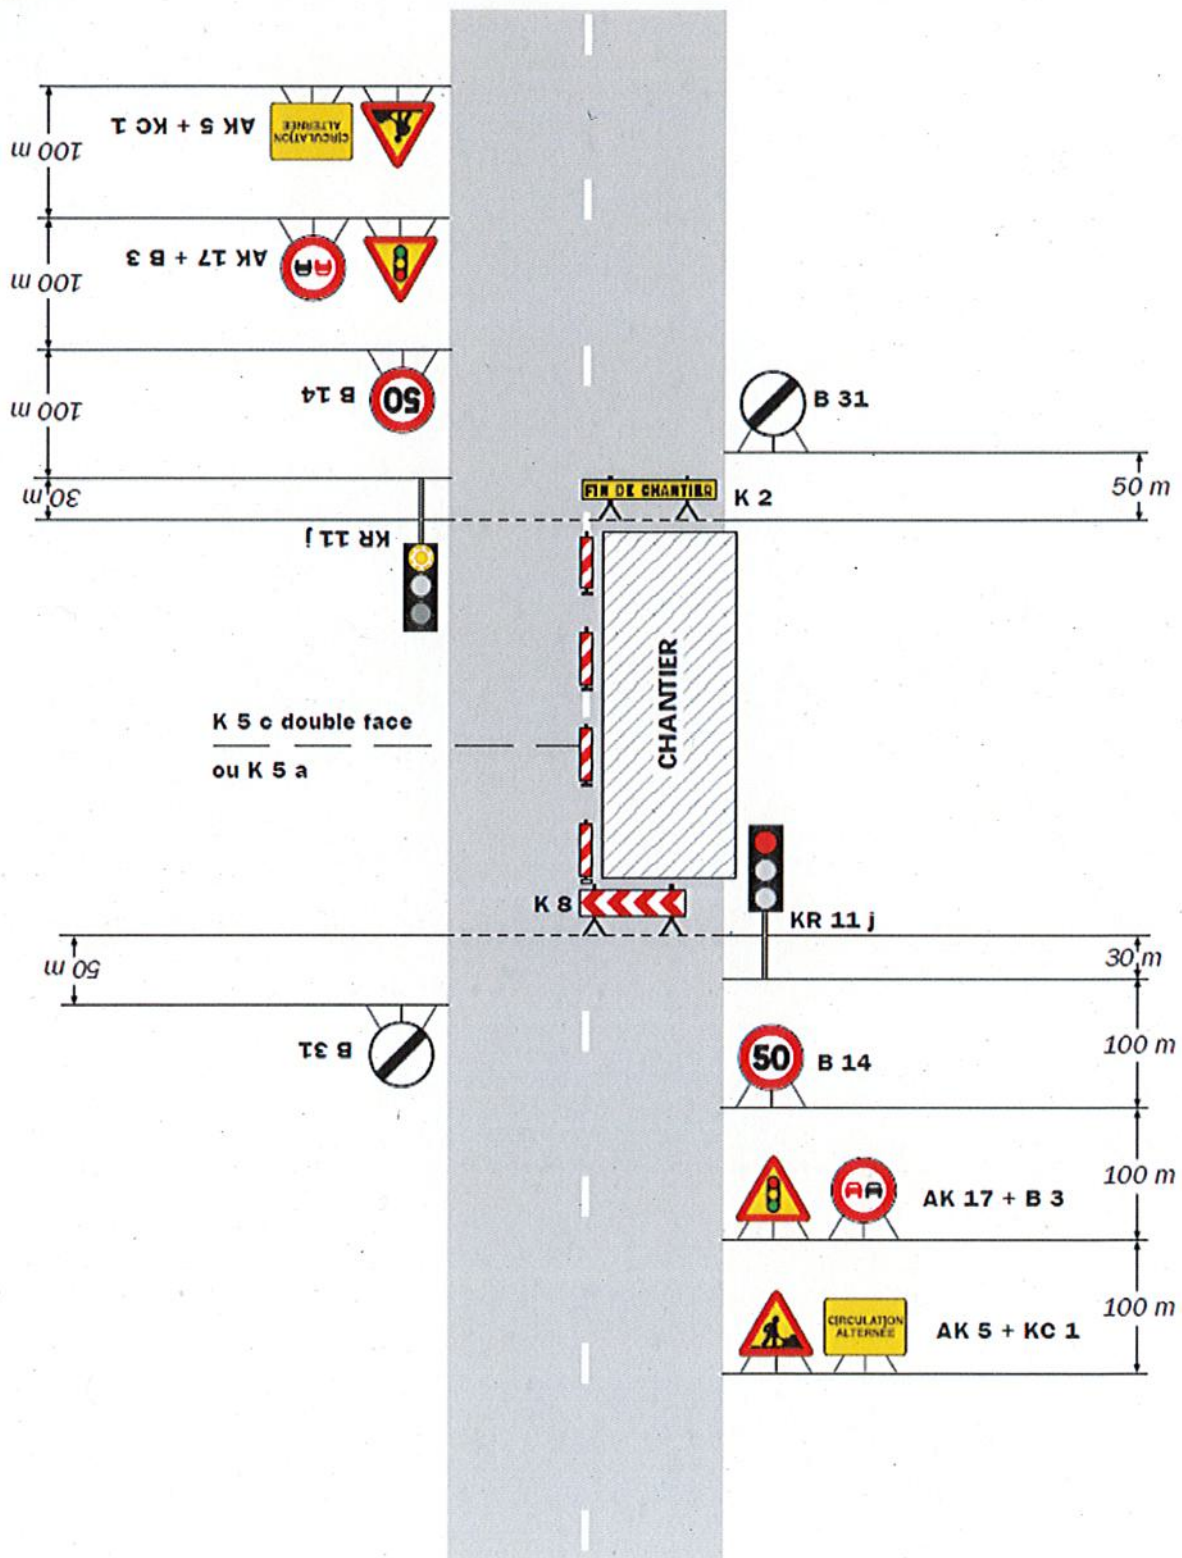 AK 5 + KC 1
CIRCULATION
ALTERNÉE
100 m
AK 17 + B 3
100 m
B 14
50
100 m
B 31
30 m
FIN DE CHANTIER
K 2
50 m
KR 11 j
CHANTIER
K 5 c double face
ou K 5 a
K 8
KR 11 j
50 m
30 m
B 31
50
B 14
100 m
AK 17 + B 3
100 m
CIRCULATION
ALTERNÉE
AK 5 + KC 1
100 m